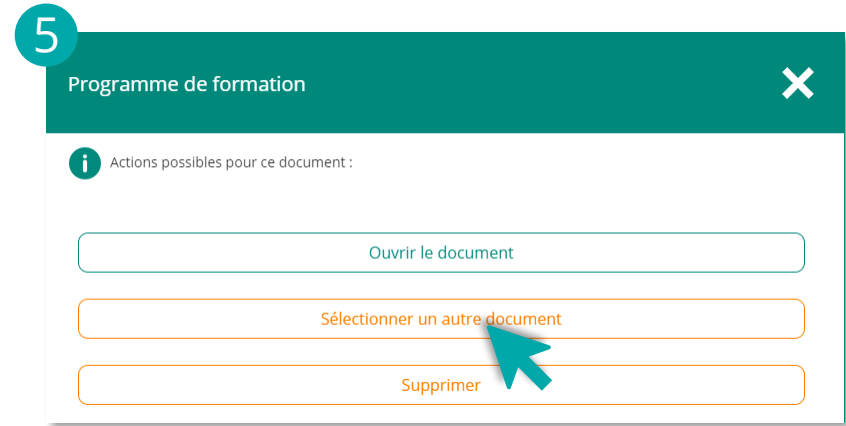 5
Programme de formation
Actions possibles pour ce document :
Ouvrir le document
Sélectionner un autre document
Supprimer